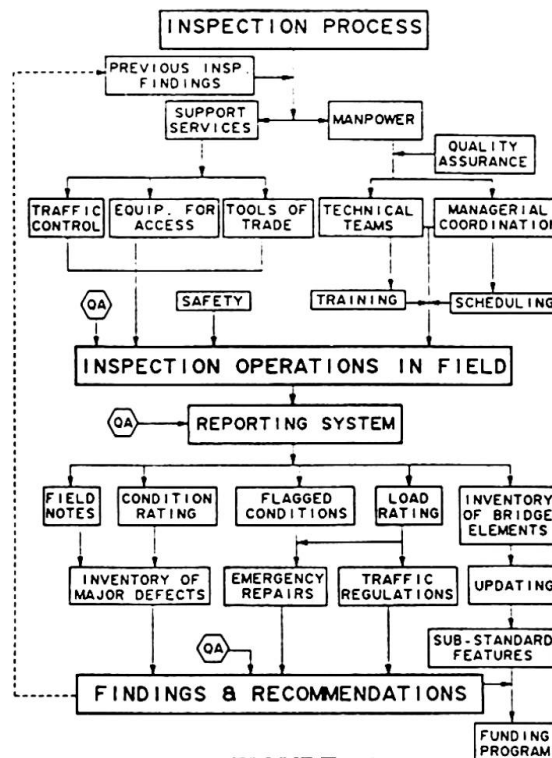 INSPECTION PROCESS
PREVIOUS INSP.
FINDINGS
SUPPORT
SERVICES
MANPOWER
QUALITY
ASSURANCE
TRAFFIC
CONTROL
EQUIP. FOR
ACCESS
TOOLS OF
TRADE
TECHNICAL
TEAMS
MANAGERIAL
COORDINATION
QA
SAFETY
TRAINING
SCHEDULING
INSPECTION OPERATIONS IN FIELD
QA
REPORTING SYSTEM
FIELD
NOTES
CONDITION
RATING
FLAGGED
CONDITIONS
LOAD
RATING
INVENTORY
OF BRIDGE
ELEMENTS
INVENTORY OF
MAJOR DEFECTS
EMERGENCY
REPAIRS
TRAFFIC
REGULATIONS
UPDATING
SUB-STANDARD
FEATURES
QA
FINDINGS & RECOMMENDATIONS
FUNDING
PROGRAM